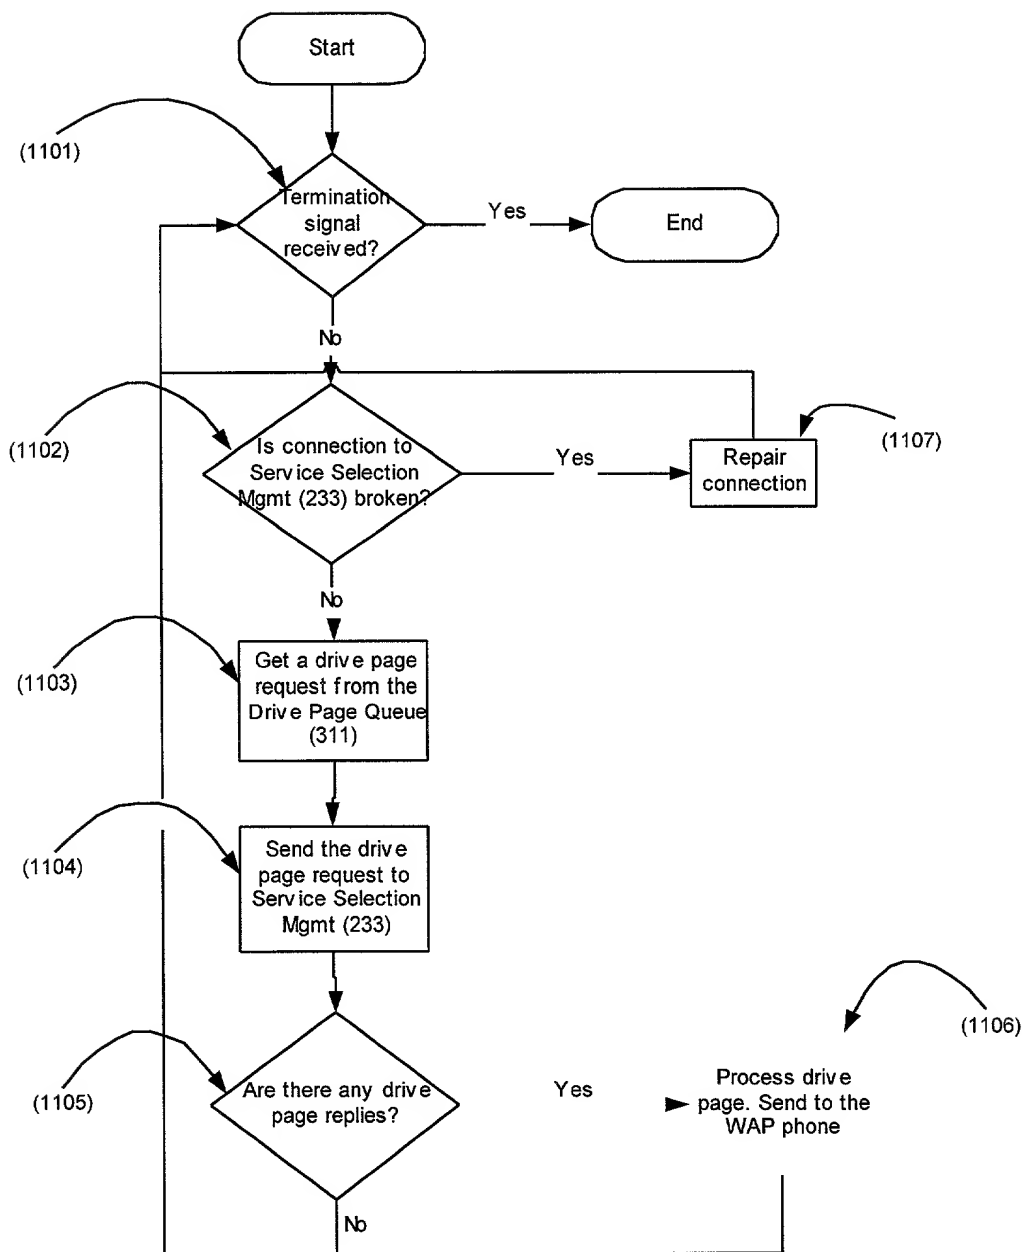 Start
(1101)
Termination
signal
received?
Yes
End
No
(1102)
Is connection to
Service Selection
Mgmt (233) broken?
Yes
Repair
connection
(1107)
No
(1103)
Get a drive page
request from the
Drive Page Queue
(311)
(1104)
Send the drive
page request to
Service Selection
Mgmt (233)
(1106)
(1105)
Are there any drive
page replies?
Yes
Process drive
page. Send to the
WAP phone
No